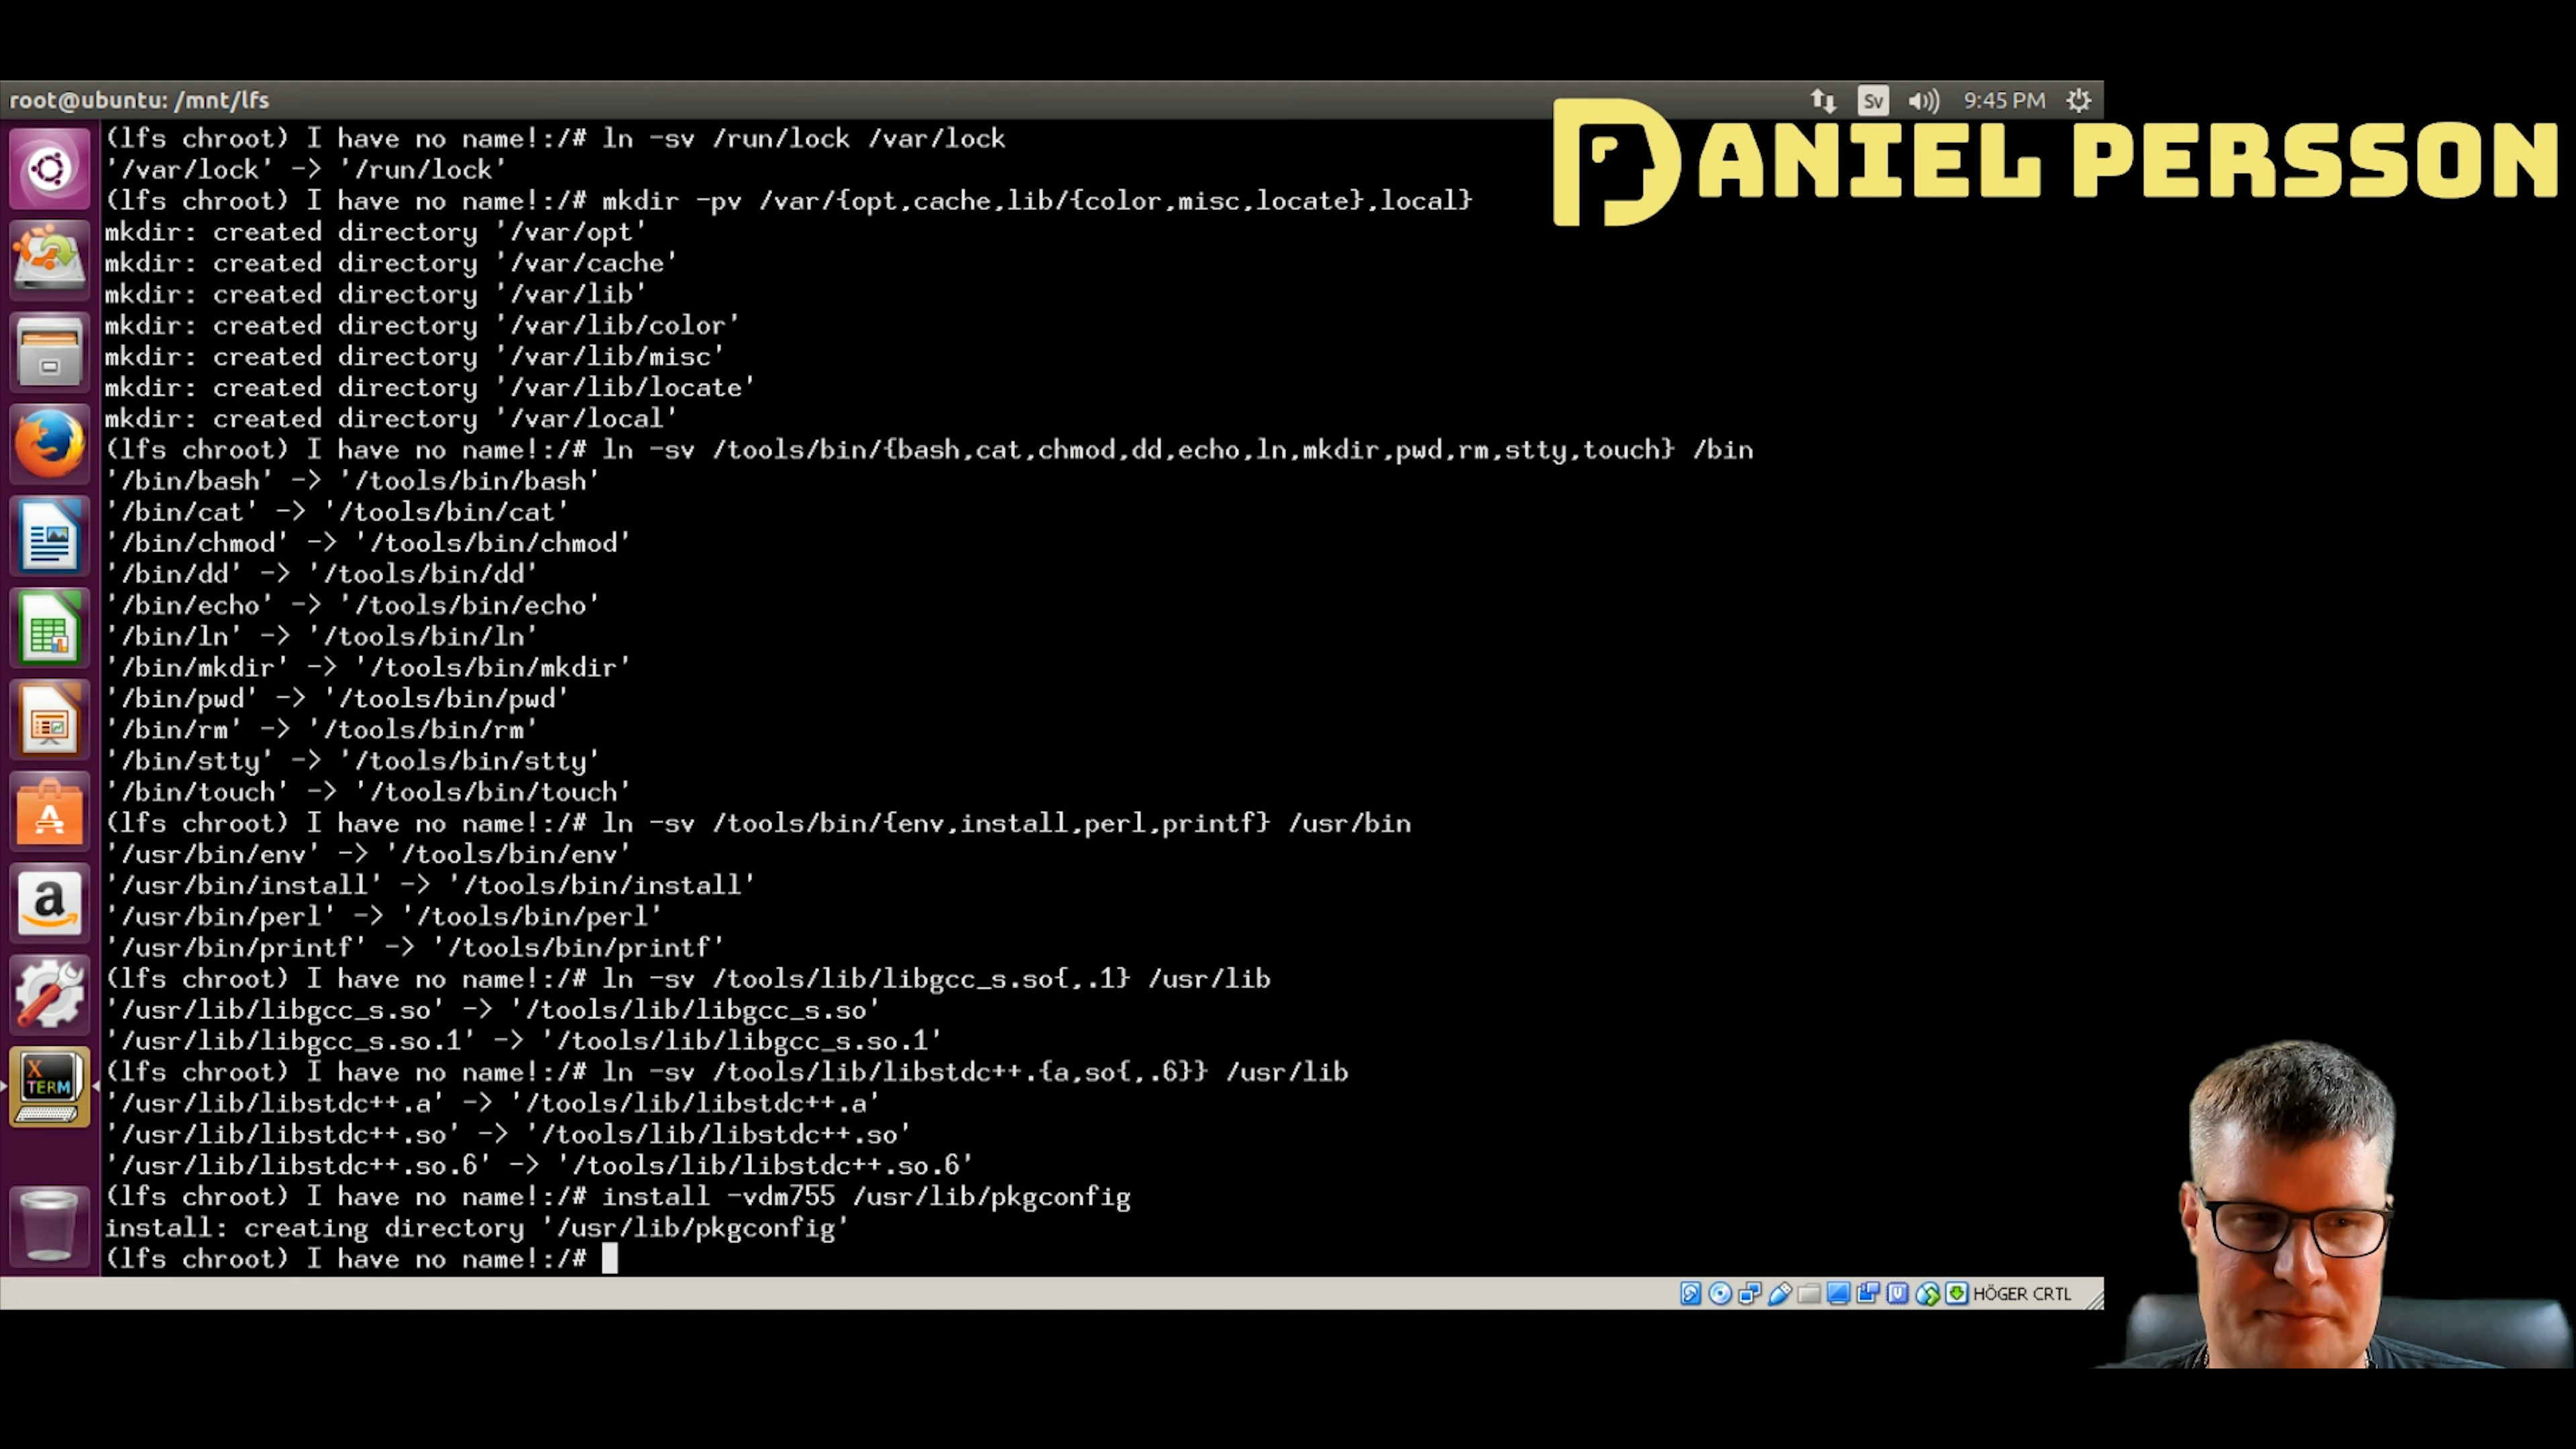 root@ubuntu: /mnt/lfs
Sv
9:45 PM
DANIEL PERSSON
(lfs chroot) I have no name!:/# ln -sv /run/lock /var/lock
'/var/lock' -> '/run/lock'
(lfs chroot) I have no name!:/# mkdir -pv /var/{opt,cache,lib/{color,misc,locate},local}
mkdir: created directory '/var/opt'
mkdir: created directory '/var/cache'
mkdir: created directory '/var/lib'
mkdir: created directory '/var/lib/color'
mkdir: created directory '/var/lib/misc'
mkdir: created directory '/var/lib/locate'
mkdir: created directory '/var/local'
(lfs chroot) I have no name!:/# ln -sv /tools/bin/{bash,cat,chmod,dd,echo,ln,mkdir,pwd,rm,stty,touch} /bin
'/bin/bash' -> '/tools/bin/bash'
'/bin/cat' -> '/tools/bin/cat'
'/bin/chmod' -> '/tools/bin/chmod'
'/bin/dd' -> '/tools/bin/dd'
'/bin/echo' -> '/tools/bin/echo'
'/bin/ln' -> '/tools/bin/ln'
'/bin/mkdir' -> '/tools/bin/mkdir'
'/bin/pwd' -> '/tools/bin/pwd'
'/bin/rm' -> '/tools/bin/rm'
'/bin/stty' -> '/tools/bin/stty'
'/bin/touch' -> '/tools/bin/touch'
(lfs chroot) I have no name!:/# ln -sv /tools/bin/{env,install,perl,printf} /usr/bin
'/usr/bin/env' -> '/tools/bin/env'
'/usr/bin/install' -> '/tools/bin/install'
'/usr/bin/perl' -> '/tools/bin/perl'
'/usr/bin/printf' -> '/tools/bin/printf'
(lfs chroot) I have no name!:/# ln -sv /tools/lib/libgcc_s.so{,.1} /usr/lib
'/usr/lib/libgcc_s.so' -> '/tools/lib/libgcc_s.so'
'/usr/lib/libgcc_s.so.1' -> '/tools/lib/libgcc_s.so.1'
(lfs chroot) I have no name!:/# ln -sv /tools/lib/libstdc++.{a,so{,.6}} /usr/lib
'/usr/lib/libstdc++.a' -> '/tools/lib/libstdc++.a'
'/usr/lib/libstdc++.so' -> '/tools/lib/libstdc++.so'
'/usr/lib/libstdc++.so.6' -> '/tools/lib/libstdc++.so.6'
(lfs chroot) I have no name!:/# install -vdm755 /usr/lib/pkgconfig
install: creating directory '/usr/lib/pkgconfig'
(lfs chroot) I have no name!:/#
X
TERM
HÖGER CRTL